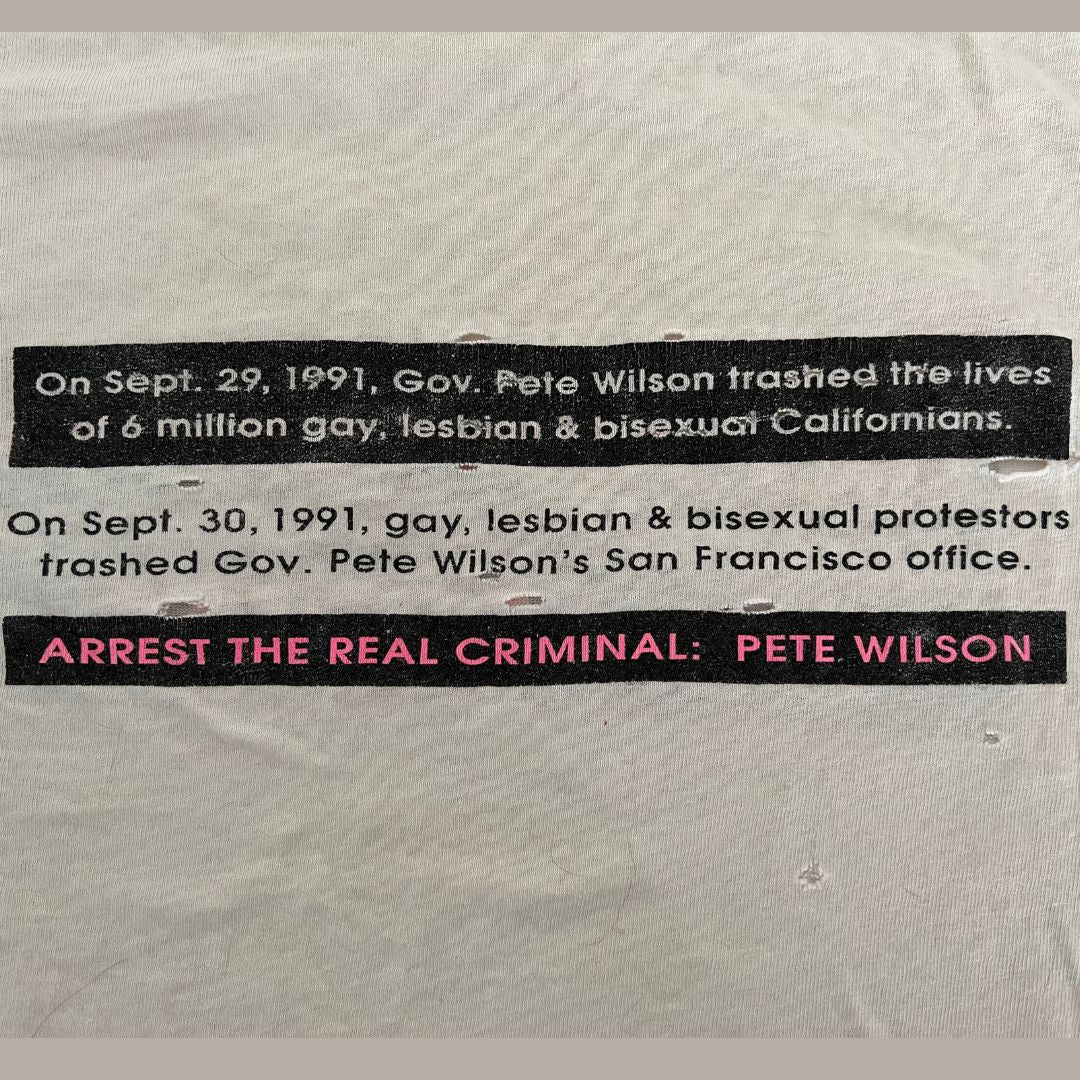 On Sept. 29, 1991, Gov. Pete Wilson trashed the lives
of 6 million gay, lesbian & bisexual Californians.
On Sept. 30, 1991, gay, lesbian & bisexual protestors
trashed Gov. Pete Wilson's San Francisco office.
ARREST THE REAL CRIMINAL: PETE WILSON